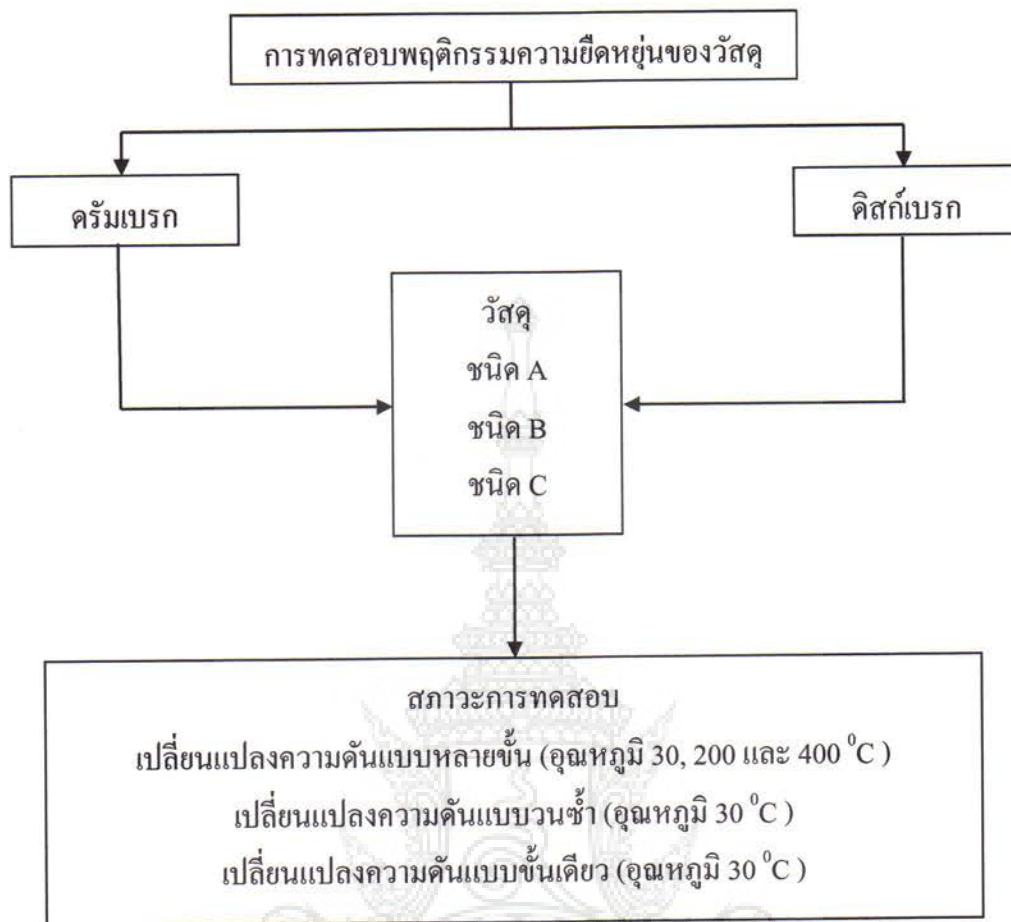 การทดสอบพฤติกรรมความยืดหยุ่นของวัสดุ
ดรัมเบรก
ดิสก์เบรก
วัสดุ
ชนิด A
ชนิด B
ชนิด C
สภาวะการทดสอบ
เปลี่ยนแปลงความดันแบบหลายขั้น (อุณหภูมิ 30, 200 และ 400 ⁰C )
เปลี่ยนแปลงความดันแบบวนซ้ำ (อุณหภูมิ 30 ⁰C )
เปลี่ยนแปลงความดันแบบขั้นเดียว (อุณหภูมิ 30 ⁰C )